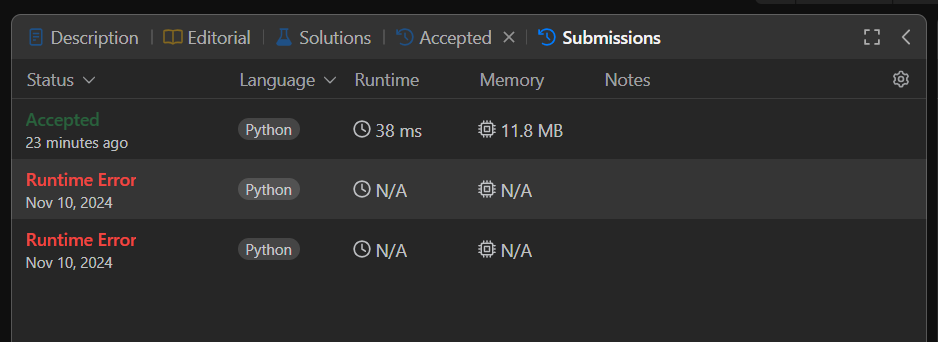 Description | Editorial | Solutions | Accepted × | Submissions
Status Language Runtime Memory Notes
Accepted
23 minutes ago
Python 38 ms 11.8 MB
Runtime Error
Nov 10, 2024
Python N/A N/A
Runtime Error
Nov 10, 2024
Python N/A N/A